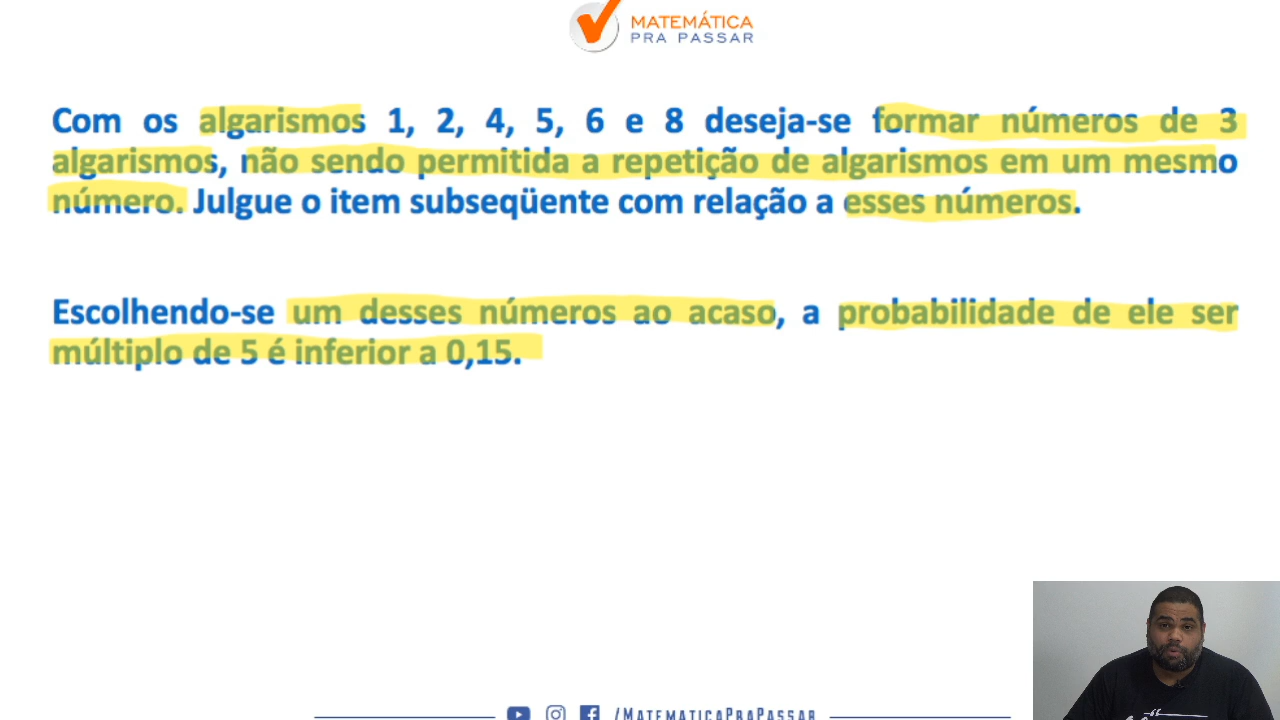 MATEMÁTICA
PRA PASSAR
Com os algarismos 1, 2, 4, 5, 6 e 8 deseja-se formar números de 3
algarismos, não sendo permitida a repetição de algarismos em um mesmo
número. Julgue o item subseqüente com relação a esses números.
Escolhendo-se um desses números ao acaso, a probabilidade de ele ser
múltiplo de 5 é inferior a 0,15.
/MATEMATICAPRAPASSAR